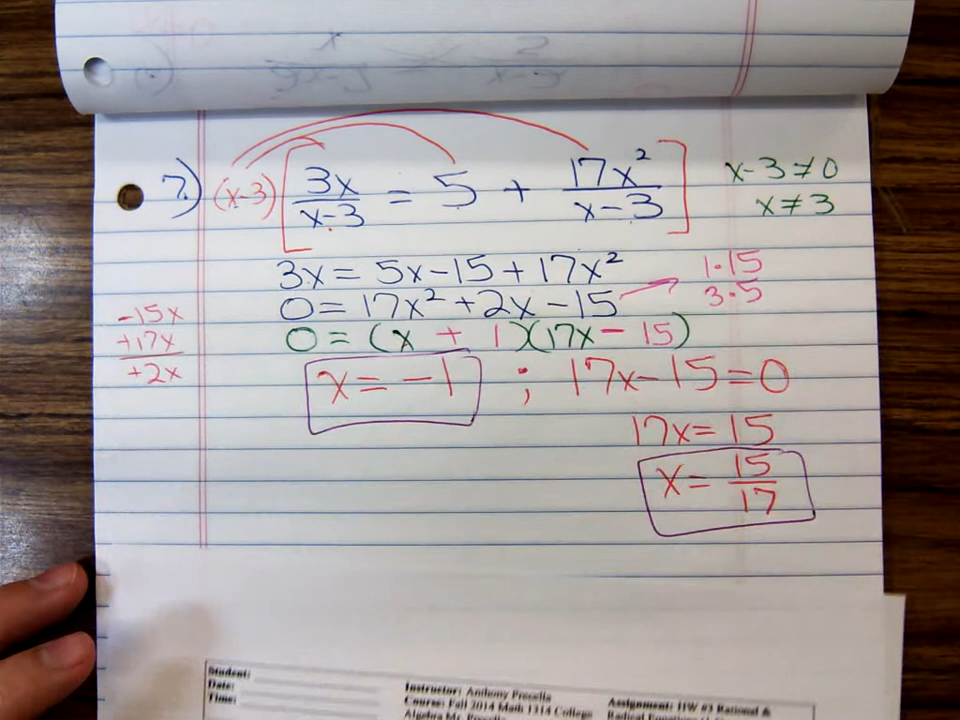 7) (x-3) [ 3x/(x-3) = 5 + 17x²/(x-3) ] x-3≠0
x≠3
3x = 5x-15+17x² 1·15
0 = 17x²+2x-15 3·5
-15x
+17x
+2x
0 = (x + 1)(17x- 15)
x = -1 ; 17x-15=0
17x=15
x= 15/17
Student:
Date:
Time:
Instructor: Anthony Precella
Course: Fall 2014 Math 1314 College
Assignment: HW #3 Rational &